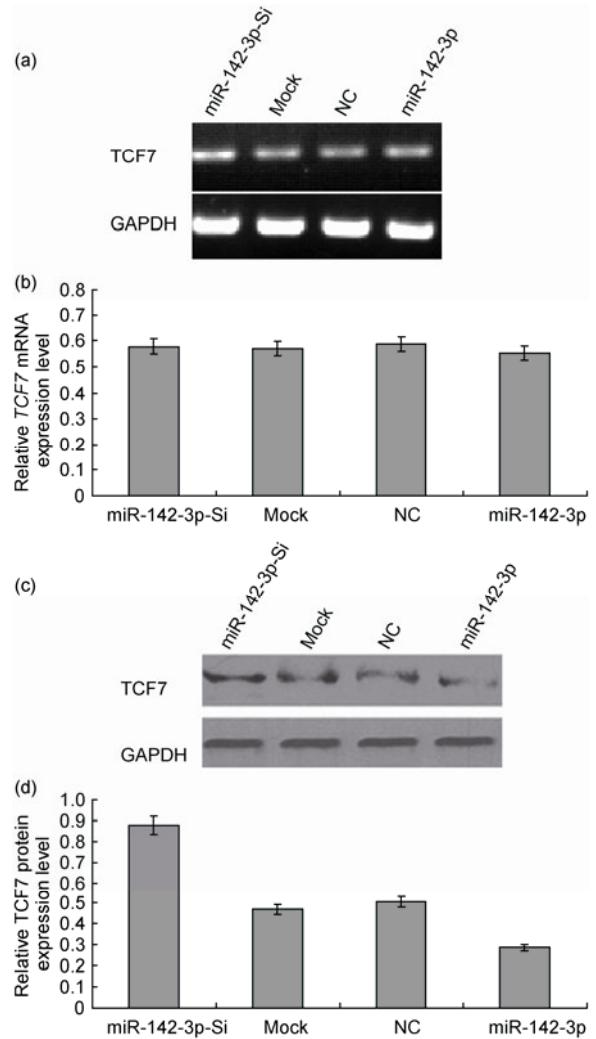 (a)
miR-142-3p-Si
Mock
NC
miR-142-3p
TCF7
GAPDH
(b)
Relative TCF7 mRNA
expression level
0.8
0.7
0.6
0.5
0.4
0.3
0.2
0.1
0
miR-142-3p-Si Mock NC miR-142-3p
(c)
miR-142-3p-Si
Mock
NC
miR-142-3p
TCF7
GAPDH
(d)
Relative TCF7 protein
expression level
1.0
0.9
0.8
0.7
0.6
0.5
0.4
0.3
0.2
0.1
0
miR-142-3p-Si Mock NC miR-142-3p